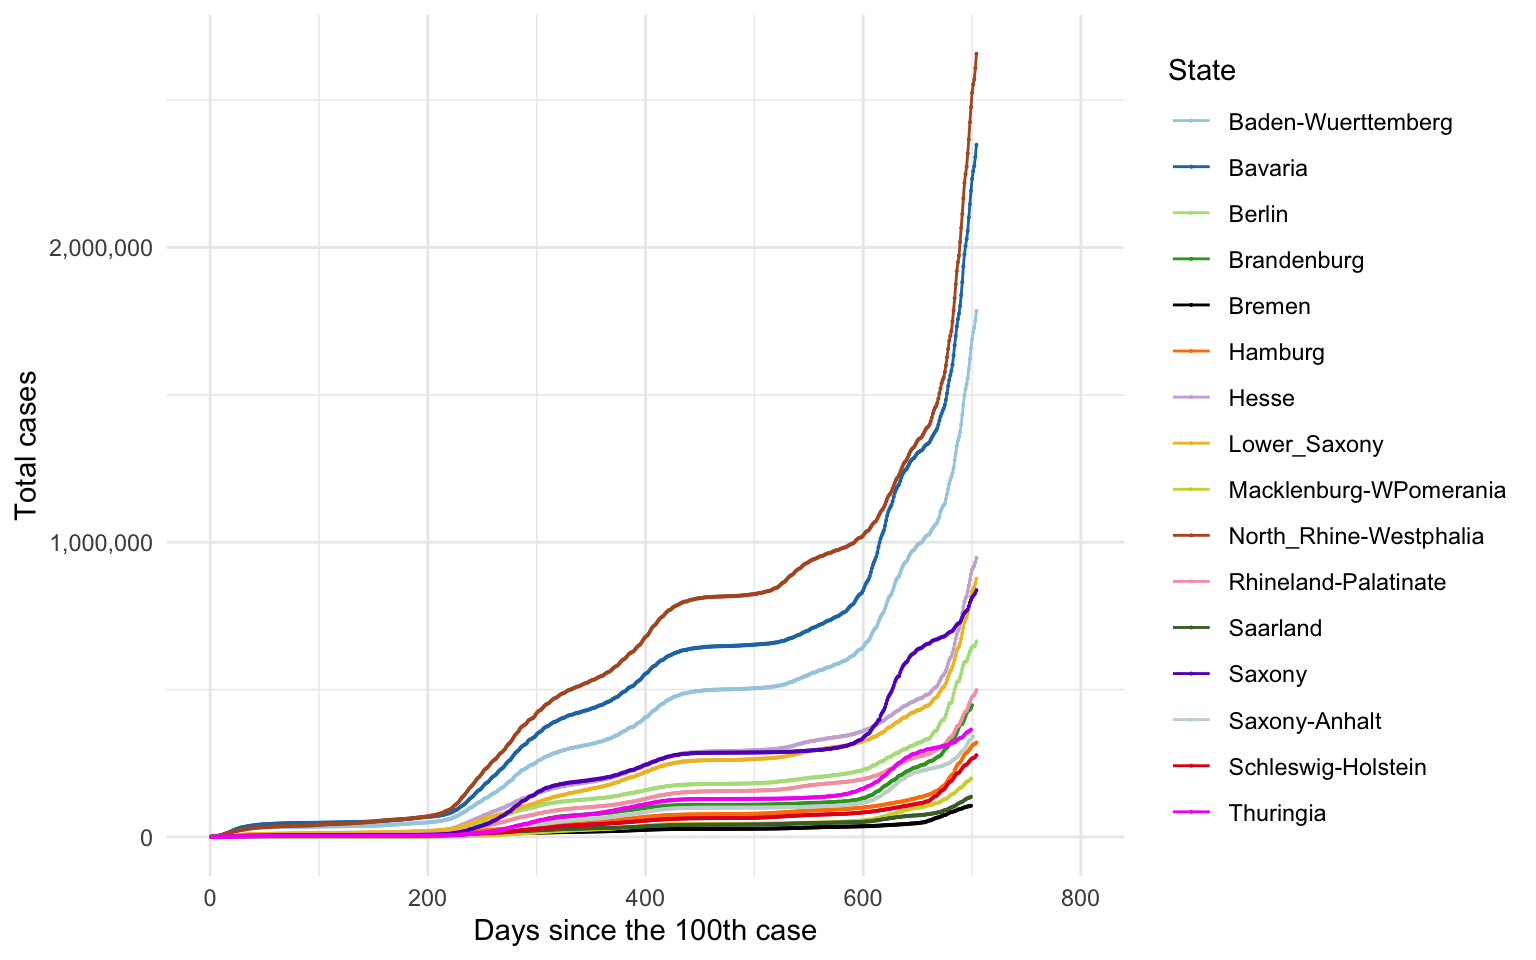 State
Baden-Wuerttemberg
Bavaria
Berlin
Brandenburg
Bremen
Hamburg
Hesse
Lower_Saxony
Macklenburg-WPomerania
North_Rhine-Westphalia
Rhineland-Palatinate
Saarland
Saxony
Saxony-Anhalt
Schleswig-Holstein
Thuringia
Total cases
2,000,000
1,000,000
0
0 200 400 600 800
Days since the 100th case